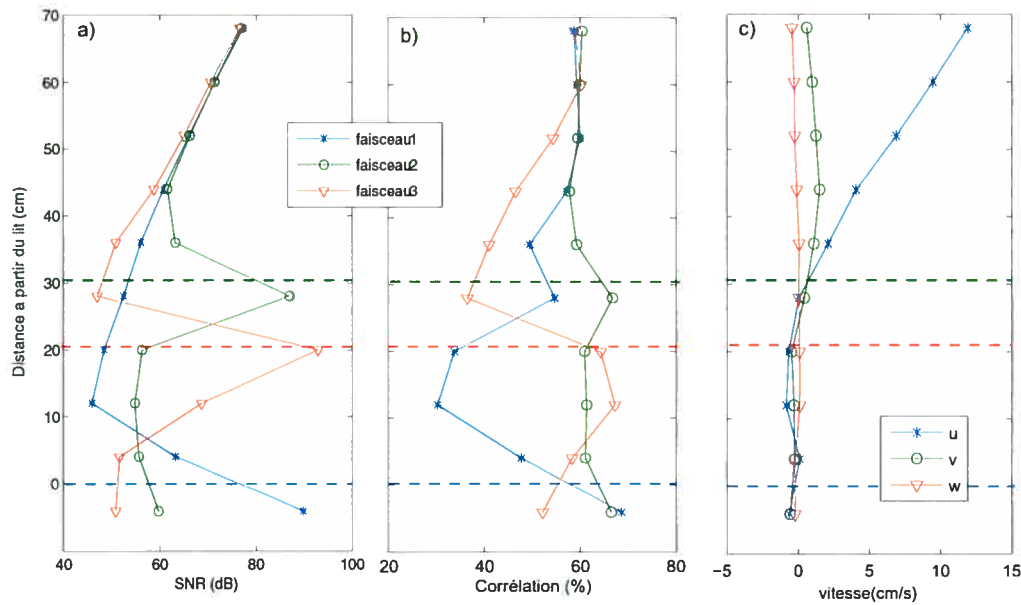 a)
b)
c)
Distance a partir du lit (cm)
70
60
50
40
30
20
10
0
faisceau1
faisceau2
faisceau3
u
v
w
40 60 80 100
SNR (dB)
20 40 60 80
Corrélation (%)
−5 0 5 10 15
vitesse(cm/s)